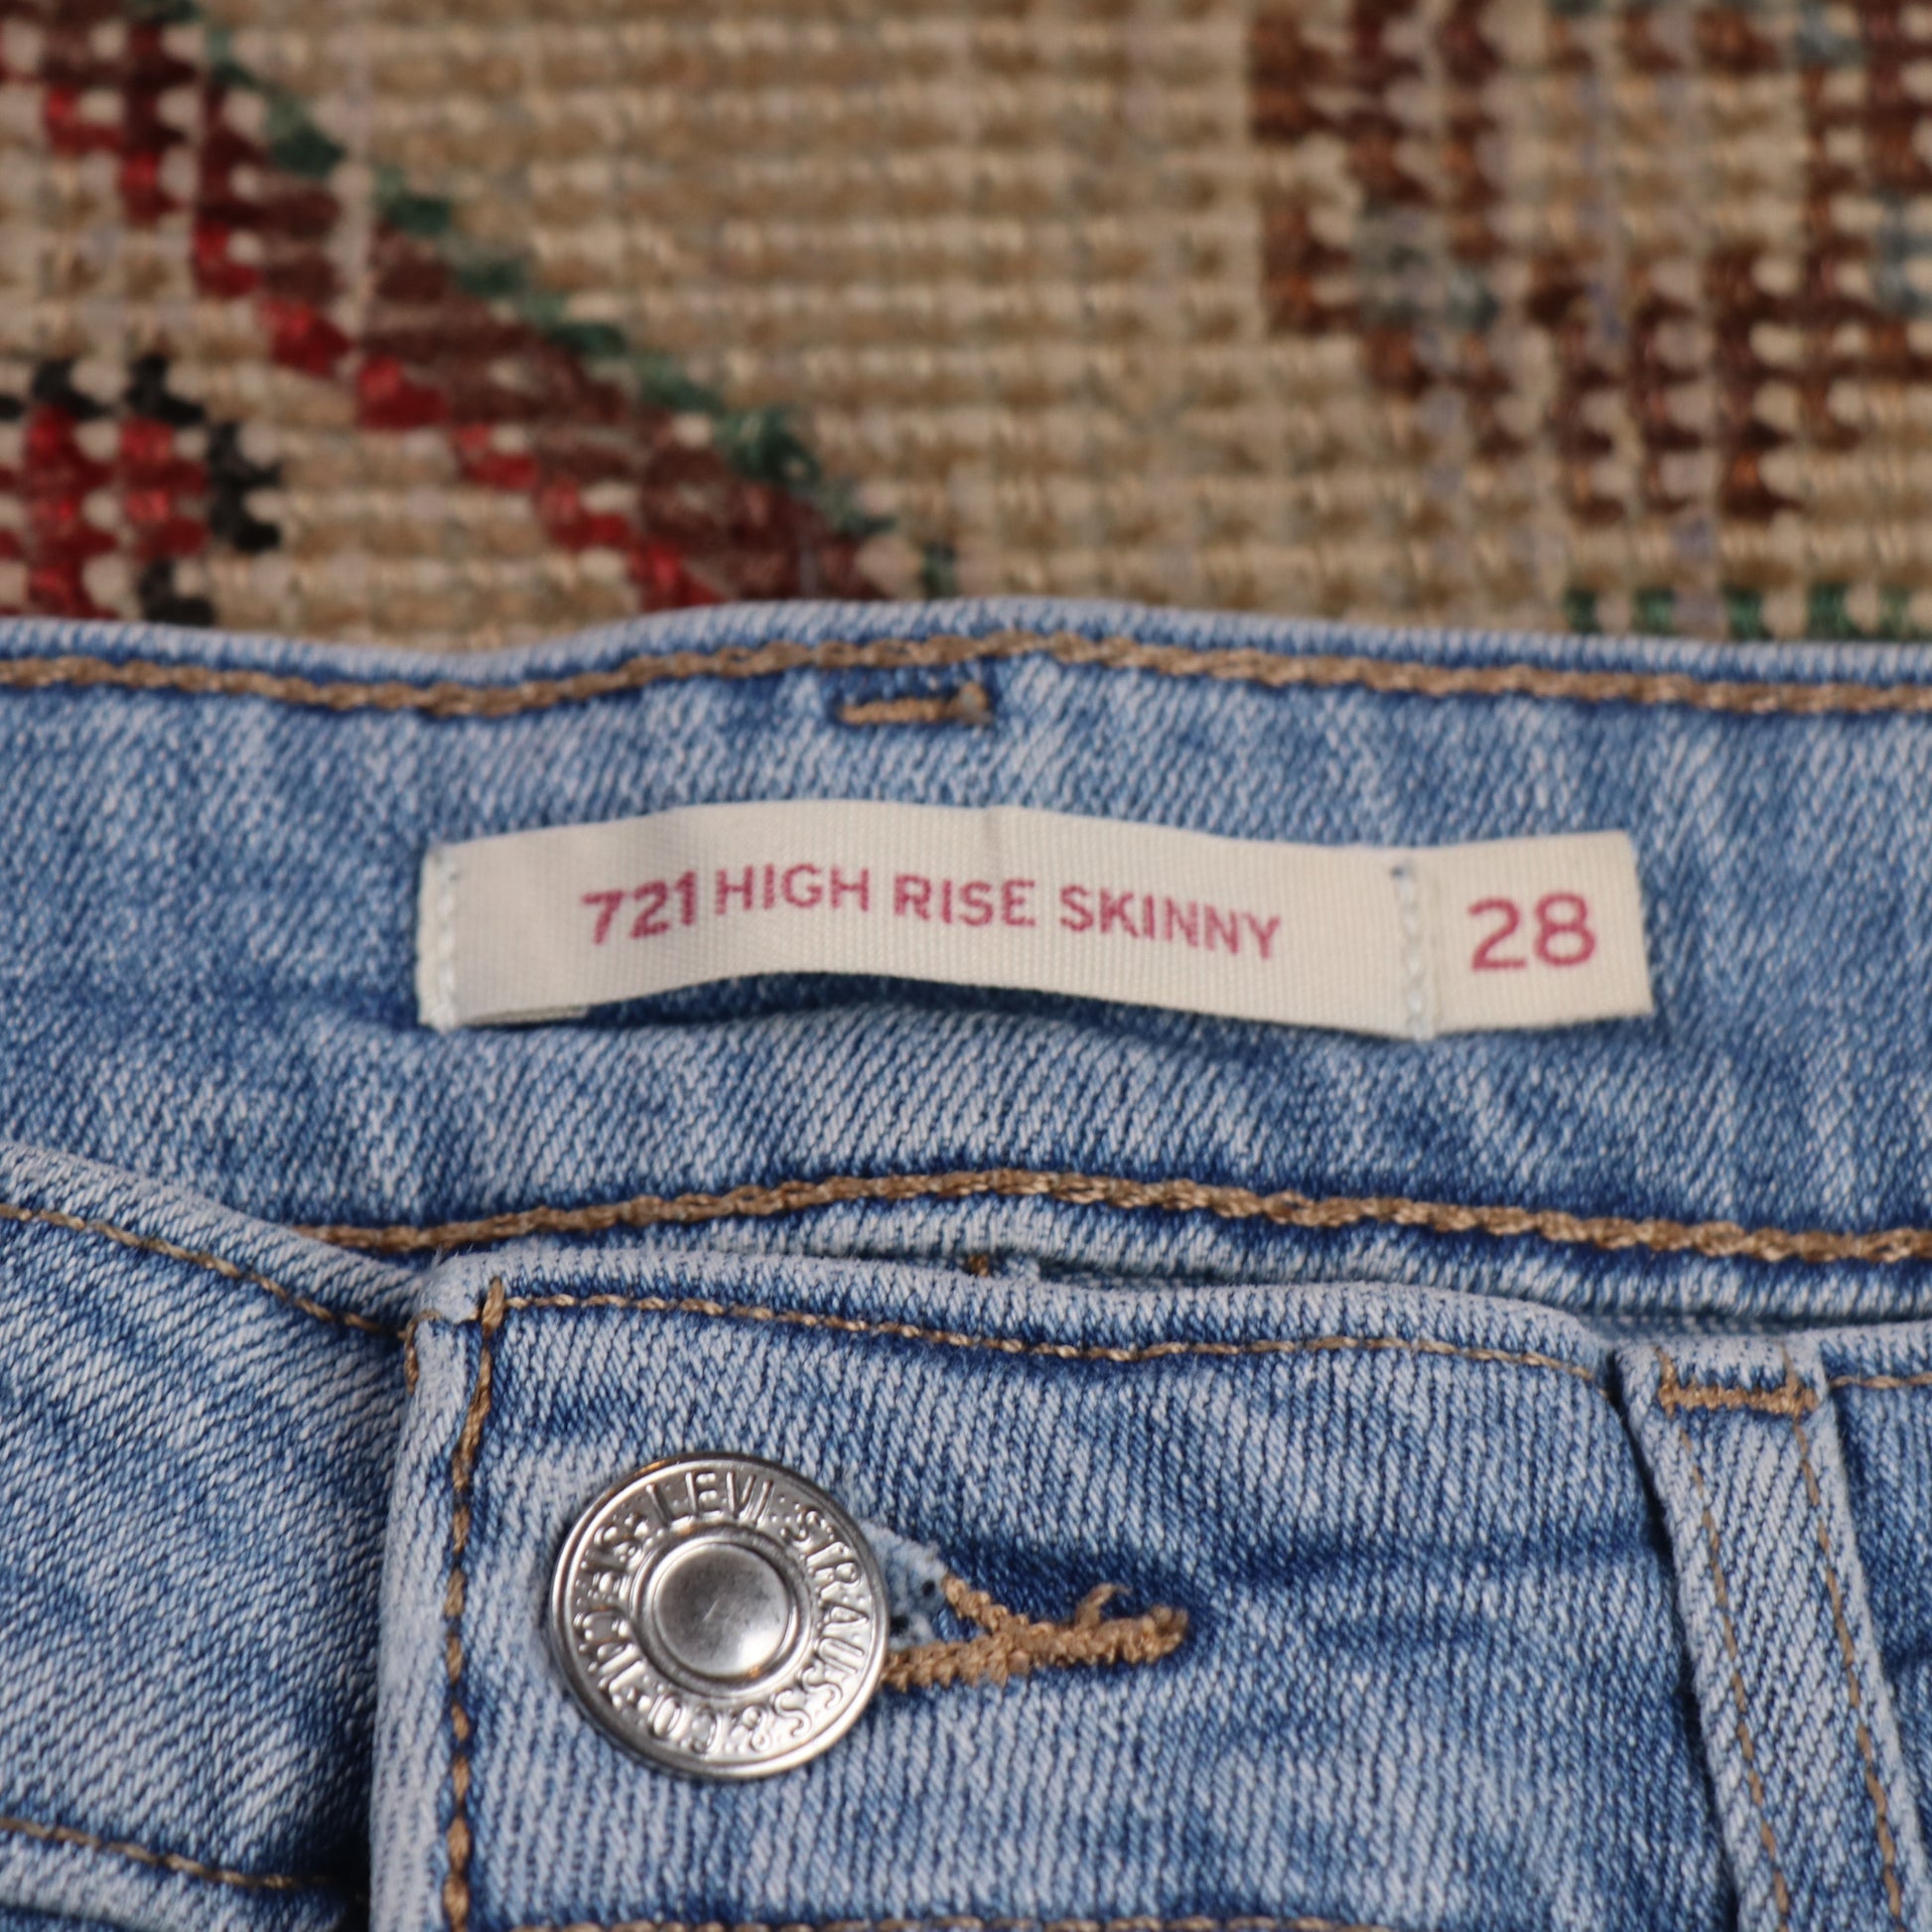 721 HIGH RISE SKINNY 28
LEVI STRAUSS & CO